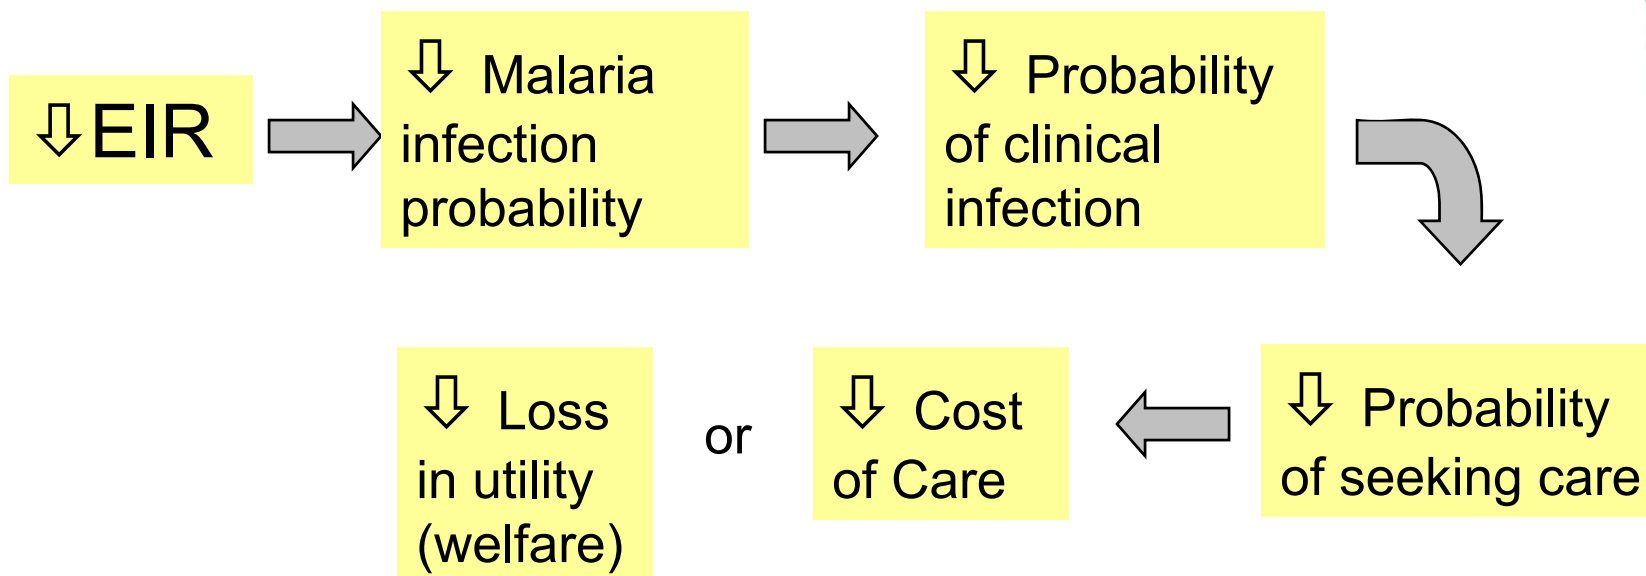 ⇩EIR
⇩ Malaria
infection
probability
⇩ Probability
of clinical
infection
⇩ Probability
of seeking care
⇩ Cost
of Care
or
⇩ Loss
in utility
(welfare)